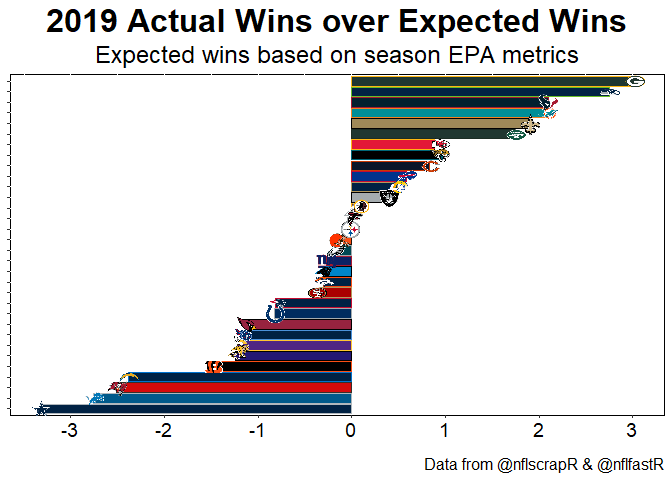 2019 Actual Wins over Expected Wins
Expected wins based on season EPA metrics
-3 -2 -1 0 1 2 3
Data from @nflscrapR & @nflfastR